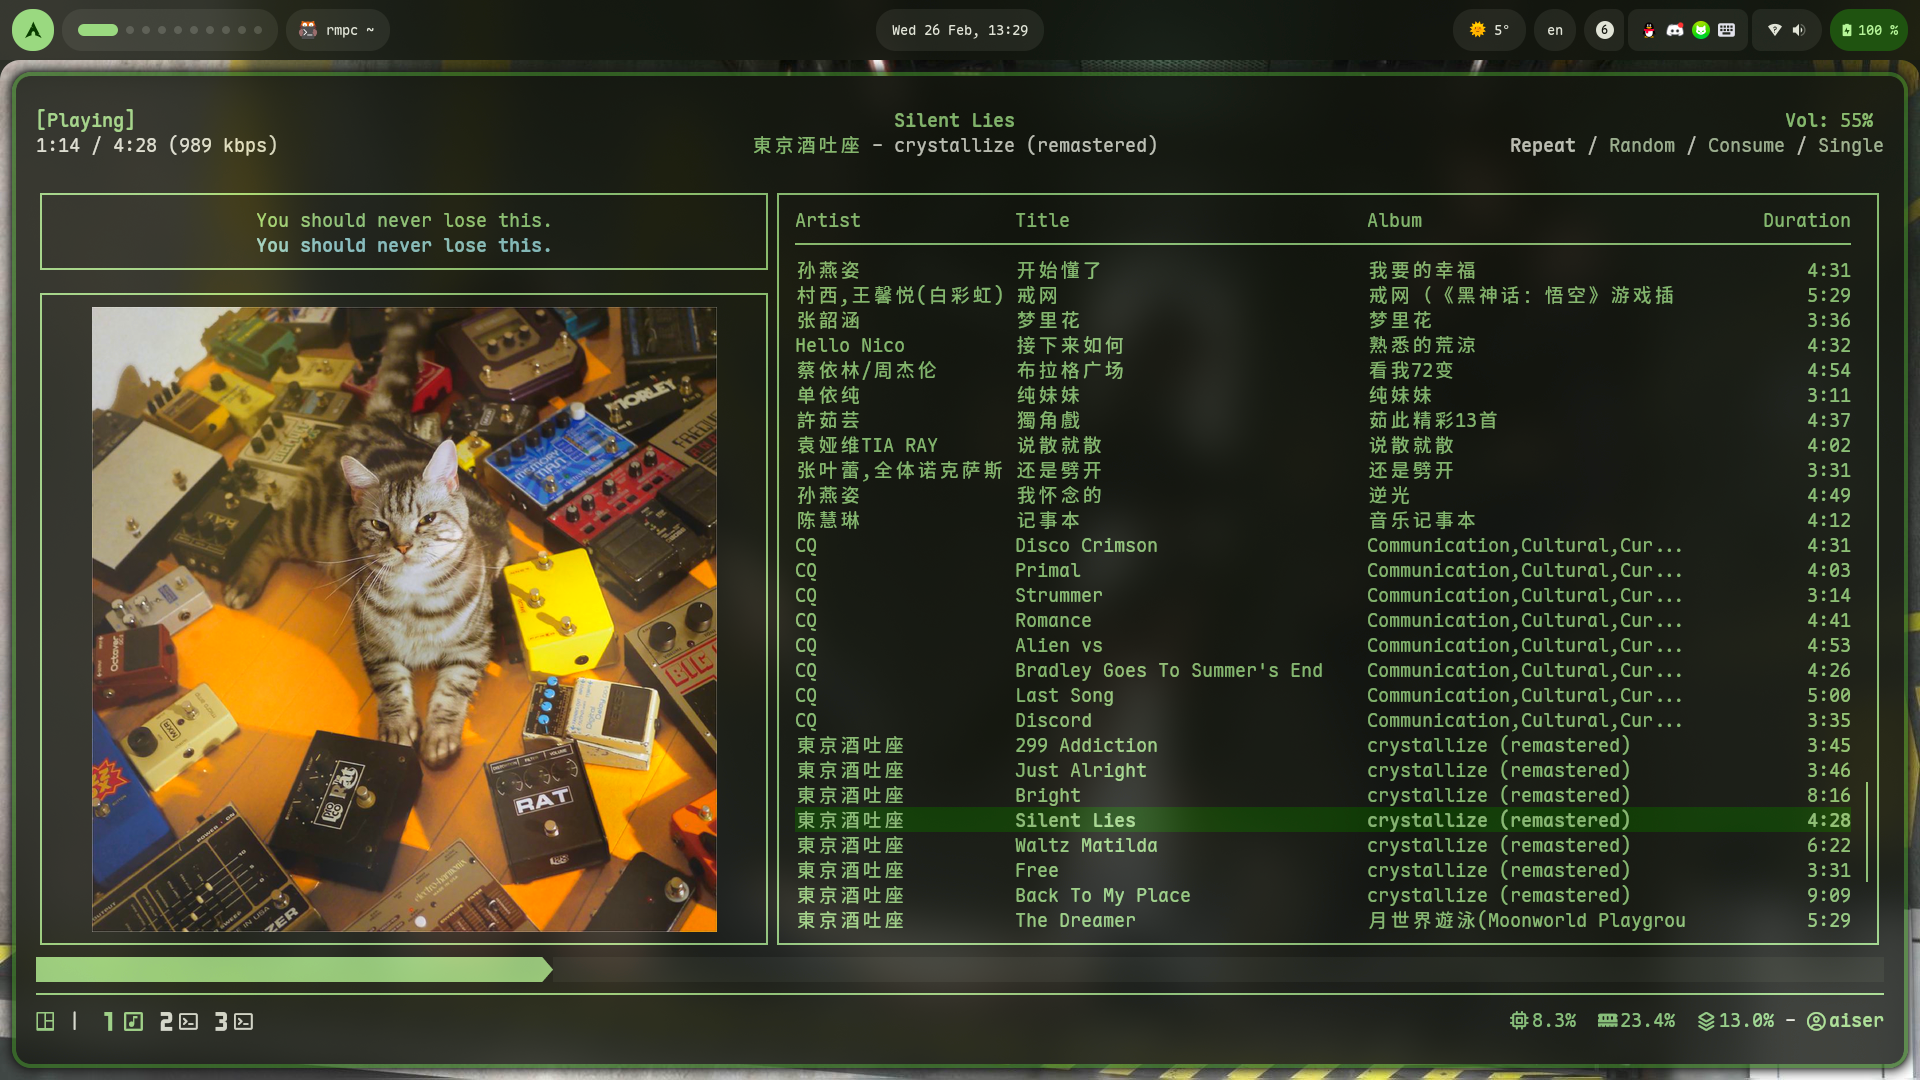 rmpc ~
Wed 26 Feb, 13:29
5°
en
6
100 %
[Playing]
Silent Lies
Vol: 55%
1:14 / 4:28 (989 kbps)
東京酒吐座 - crystallize (remastered)
Repeat / Random / Consume / Single
You should never lose this.
You should never lose this.
Artist Title Album Duration
孙燕姿 开始懂了 我要的幸福 4:31
村西,王馨悦(白彩虹) 戒网 戒网 (《黑神话: 悟空》游戏插 5:29
张韶涵 梦里花 梦里花 3:36
Hello Nico 接下来如何 熟悉的荒涼 4:32
蔡依林/周杰伦 布拉格广场 看我72变 4:54
单依纯 纯妹妹 纯妹妹 3:11
許茹芸 獨角戲 茹此精彩13首 4:37
袁娅维TIA RAY 说散就散 说散就散 4:02
张叶蕾,全体诺克萨斯 还是劈开 还是劈开 3:31
孙燕姿 我怀念的 逆光 4:49
陈慧琳 记事本 音乐记事本 4:12
CQ Disco Crimson Communication,Cultural,Cur... 4:31
CQ Primal Communication,Cultural,Cur... 4:03
CQ Strummer Communication,Cultural,Cur... 3:14
CQ Romance Communication,Cultural,Cur... 4:41
CQ Alien vs Communication,Cultural,Cur... 4:53
CQ Bradley Goes To Summer's End Communication,Cultural,Cur... 4:26
CQ Last Song Communication,Cultural,Cur... 5:00
CQ Discord Communication,Cultural,Cur... 3:35
東京酒吐座 299 Addiction crystallize (remastered) 3:45
東京酒吐座 Just Alright crystallize (remastered) 3:46
東京酒吐座 Bright crystallize (remastered) 8:16
東京酒吐座 Silent Lies crystallize (remastered) 4:28
東京酒吐座 Waltz Matilda crystallize (remastered) 6:22
東京酒吐座 Free crystallize (remastered) 3:31
東京酒吐座 Back To My Place crystallize (remastered) 9:09
東京酒吐座 The Dreamer 月世界遊泳(Moonworld Playgrou 5:29
MORLEY
Octaver
BIG
MXR
Digital Delay
RAT
RAT
electro-harmonix
POWER - ON
| 1 2 3
8.3% 23.4% 13.0% - aiser